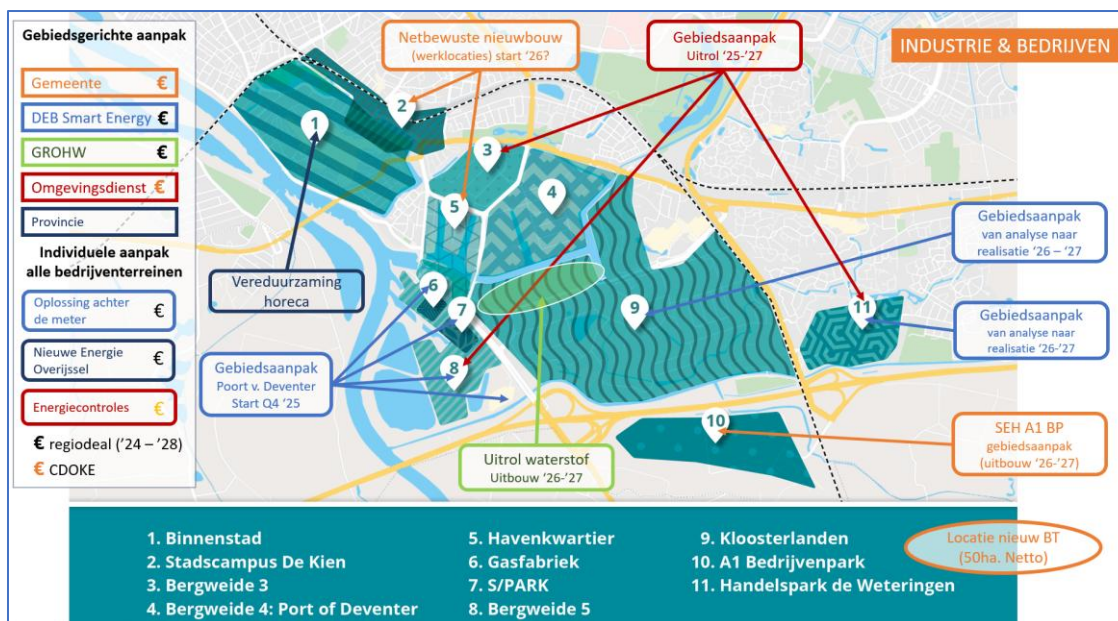 Gebiedsgerichte aanpak
Gemeente €
DEB Smart Energy €
GROHW €
Omgevingsdienst €
Provincie
Individuele aanpak
alle bedrijventerreinen
Oplossing achter
de meter €
Nieuwe Energie
Overijssel €
Energiecontroles €
€ regiodeal ('24 – '28)
€ CDOKE
Netbewuste nieuwbouw
(werklocaties) start '26?
Gebiedsaanpak
Uitrol '25-'27
INDUSTRIE & BEDRIJVEN
1
2
3
4
5
6
7
8
9
10
11
Vereduurzaming
horeca
Gebiedsaanpak
Poort v. Deventer
Start Q4 '25
Uitrol waterstof
Uitbouw '26-'27
Gebiedsaanpak
van analyse naar
realisatie '26 – '27
Gebiedsaanpak
van analyse naar
realisatie '26-'27
SEH A1 BP
gebiedsaanpak
(uitbouw '26-'27)
1. Binnenstad
2. Stadscampus De Kien
3. Bergweide 3
4. Bergweide 4: Port of Deventer
5. Havenkwartier
6. Gasfabriek
7. S/PARK
8. Bergweide 5
9. Kloosterlanden
10. A1 Bedrijvenpark
11. Handelspark de Weteringen
Locatie nieuw BT
(50ha. Netto)